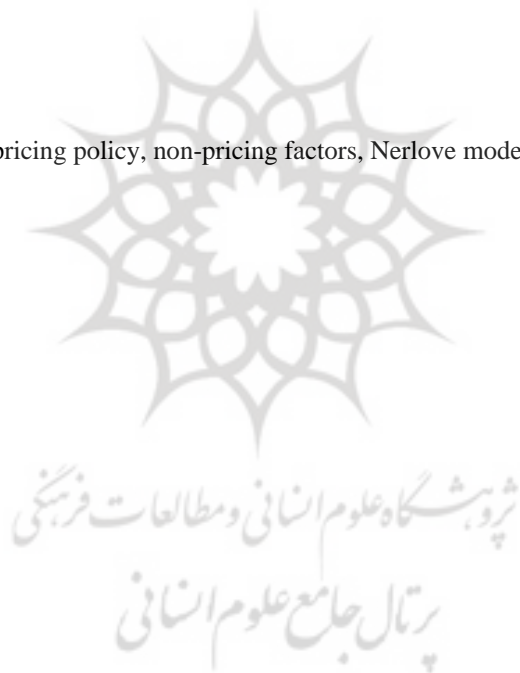 pricing policy, non-pricing factors, Nerlove mode
پژوهشگاه علوم انسانی و مطالعات فرهنگی
پرتال جامع علوم انسانی